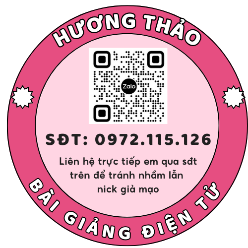 HƯƠNG THẢO
Zalo
SĐT: 0972.115.126
Liên hệ trực tiếp em qua sđt
trên để tránh nhầm lẫn
nick giả mạo
BÀI GIẢNG ĐIỆN TỬ